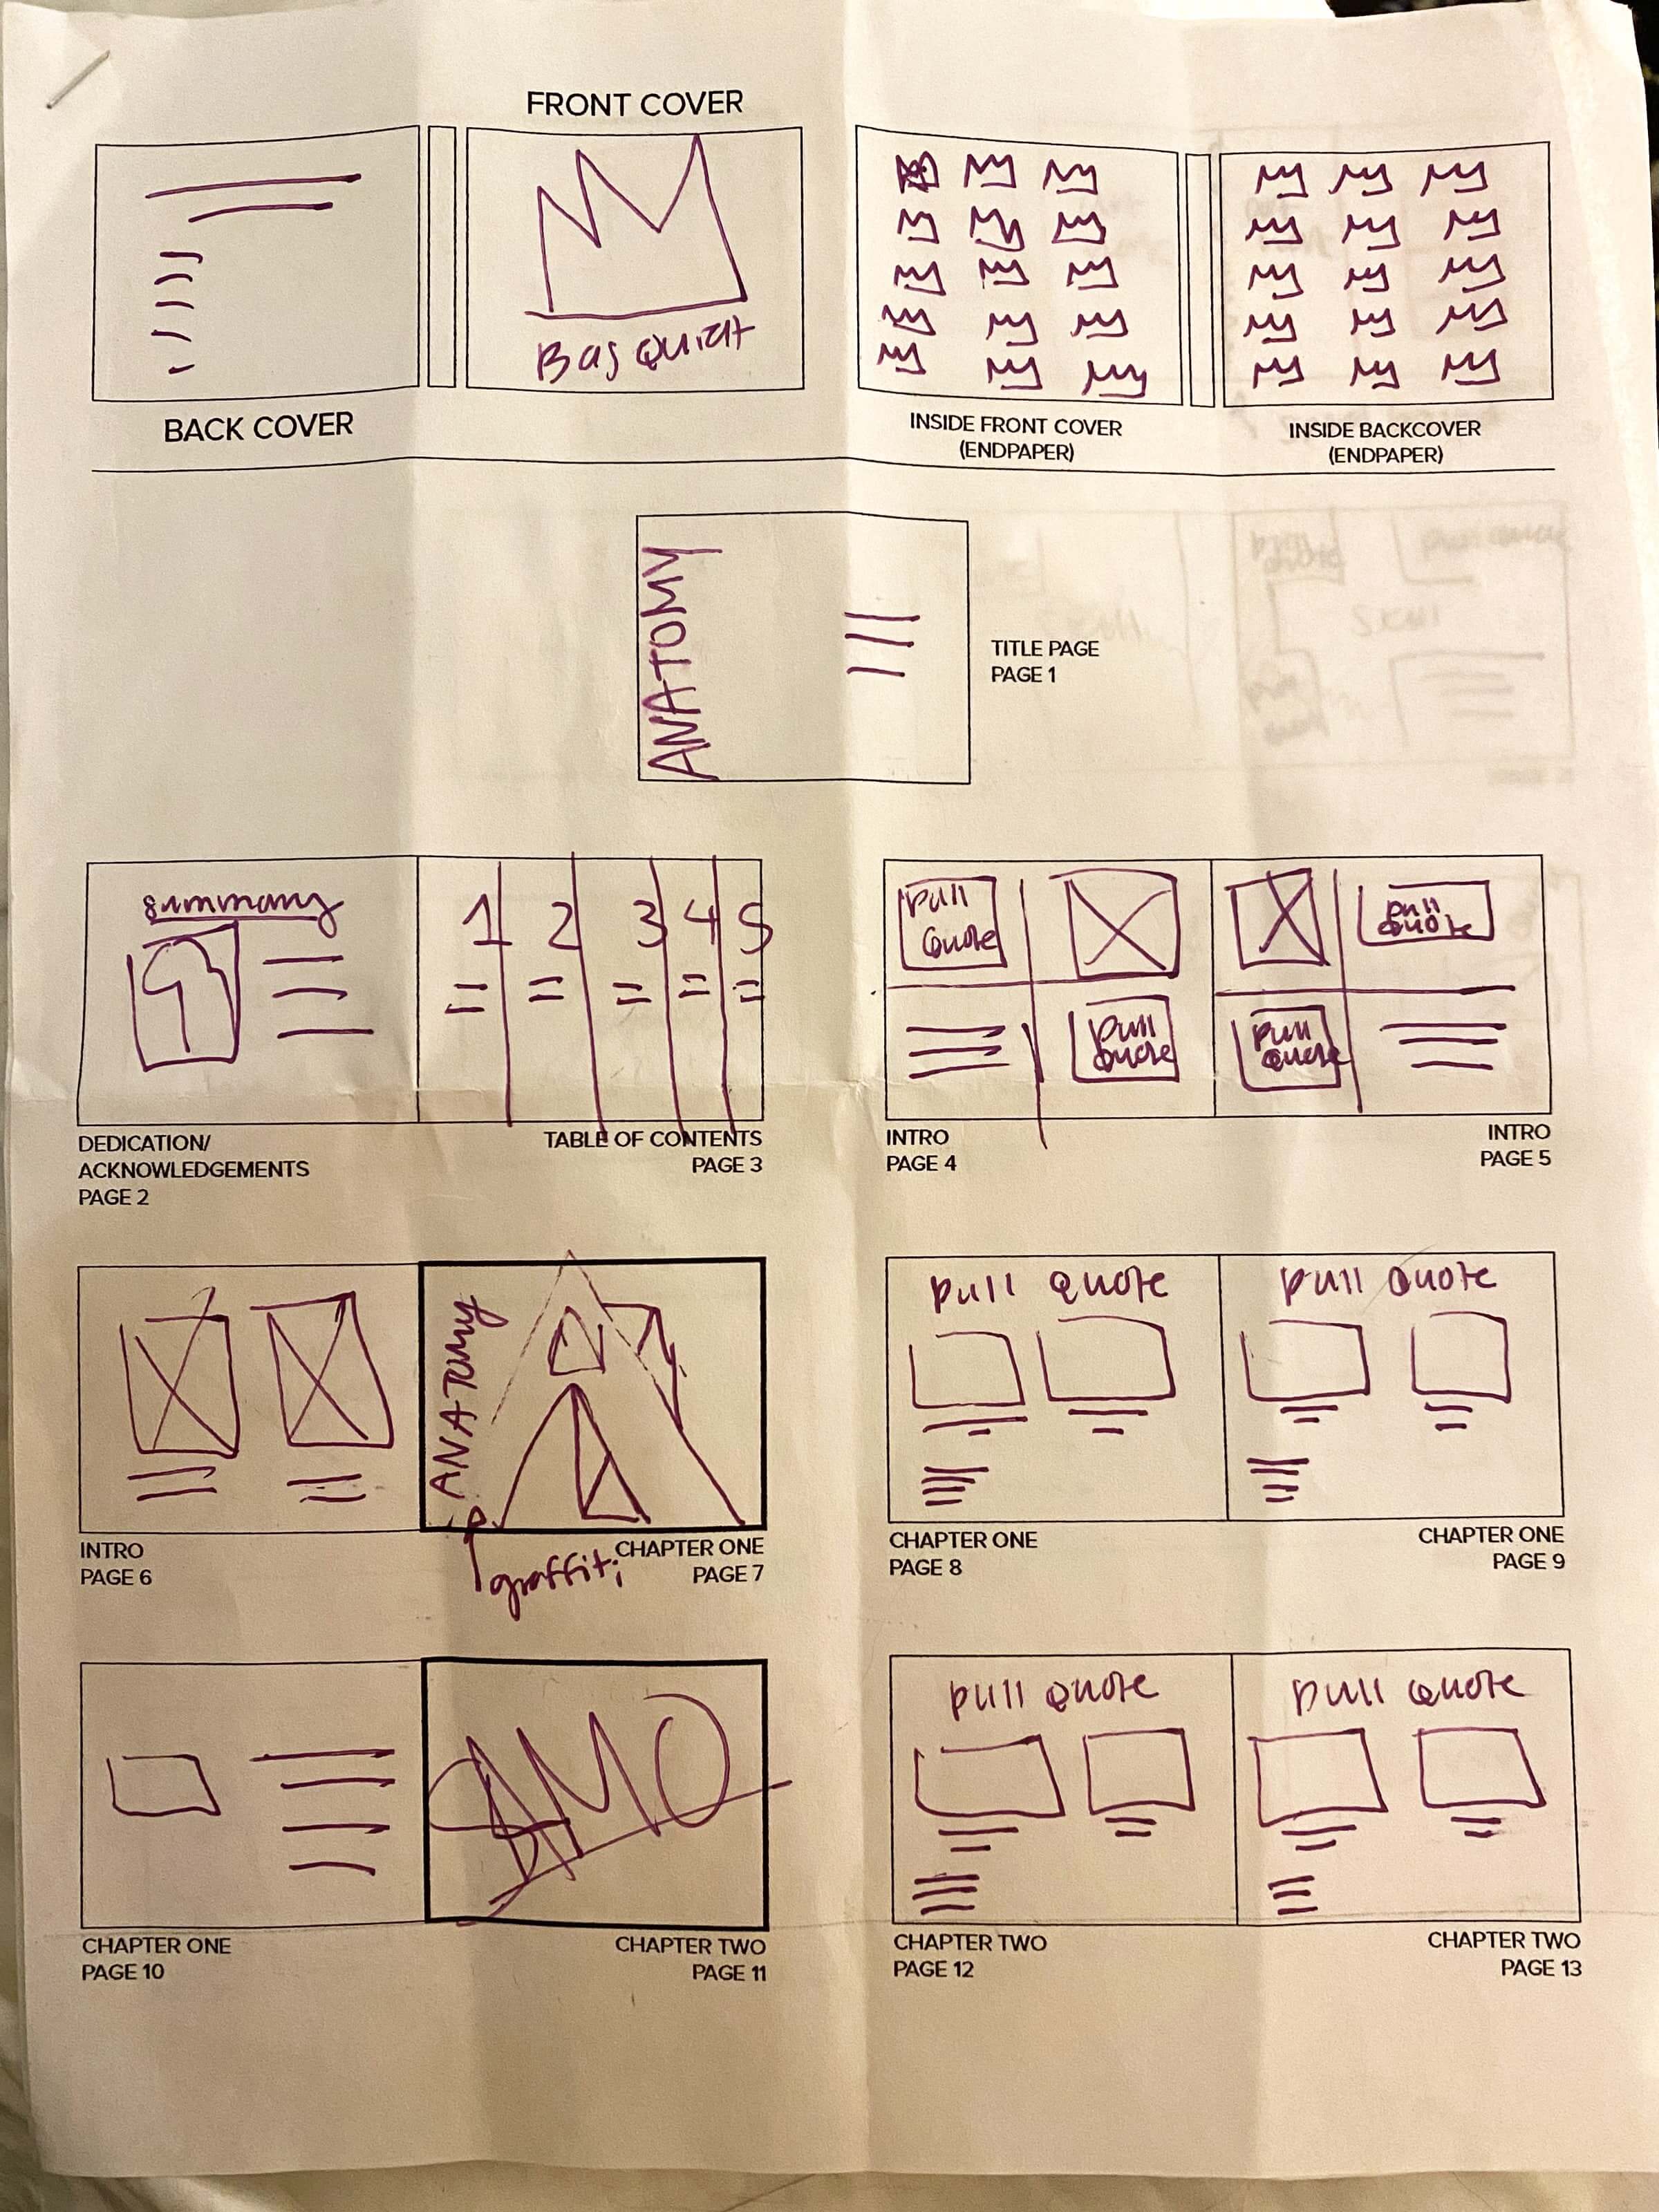 FRONT COVER
Basquiat
BACK COVER
INSIDE FRONT COVER
(ENDPAPER)
INSIDE BACKCOVER
(ENDPAPER)
ANATOMY
TITLE PAGE
PAGE 1
summary
1 2 3 4 5
DEDICATION/
ACKNOWLEDGEMENTS
PAGE 2
TABLE OF CONTENTS
PAGE 3
Pull
Quote
Pull
Quote
INTRO
PAGE 4
Pull
Quote
Pull
Quote
INTRO
PAGE 5
INTRO
PAGE 6
ANATOMY
graffiti
CHAPTER ONE
PAGE 7
Pull Quote
CHAPTER ONE
PAGE 8
Pull Quote
CHAPTER ONE
PAGE 9
CHAPTER ONE
PAGE 10
SAMO
CHAPTER TWO
PAGE 11
Pull Quote
CHAPTER TWO
PAGE 12
Pull Quote
CHAPTER TWO
PAGE 13